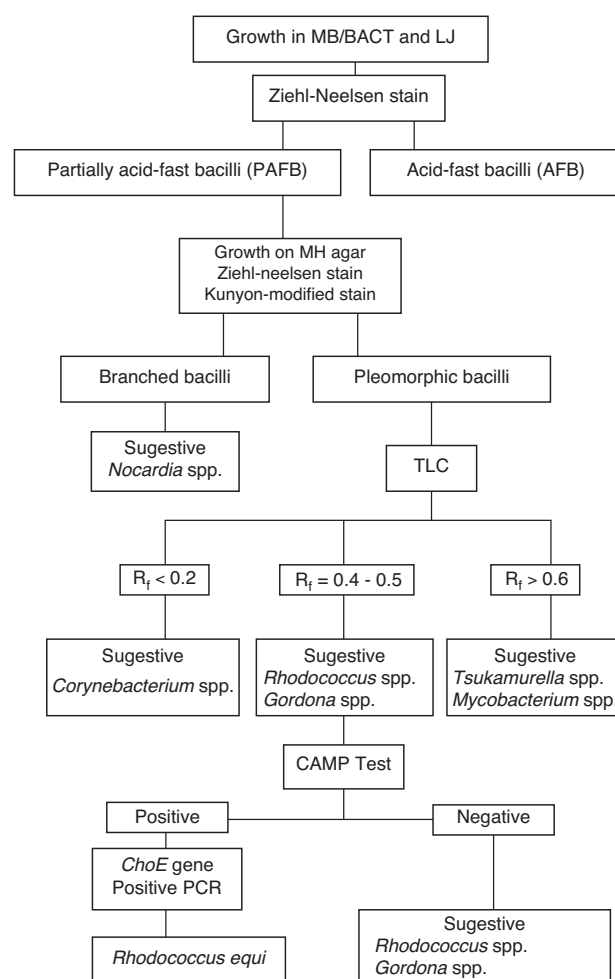 Growth in MB/BACT and LJ
Ziehl-Neelsen stain
Partially acid-fast bacilli (PAFB)
Acid-fast bacilli (AFB)
Growth on MH agar
Ziehl-neelsen stain
Kunyon-modified stain
Branched bacilli
Pleomorphic bacilli
Sugestive
Nocardia spp.
TLC
Rf < 0.2
Rf = 0.4 - 0.5
Rf > 0.6
Sugestive
Corynebacterium spp.
Sugestive
Rhodococcus spp.
Gordona spp.
Sugestive
Tsukamurella spp.
Mycobacterium spp.
CAMP Test
Positive
Negative
ChoE gene
Positive PCR
Rhodococcus equi
Sugestive
Rhodococcus spp.
Gordona spp.